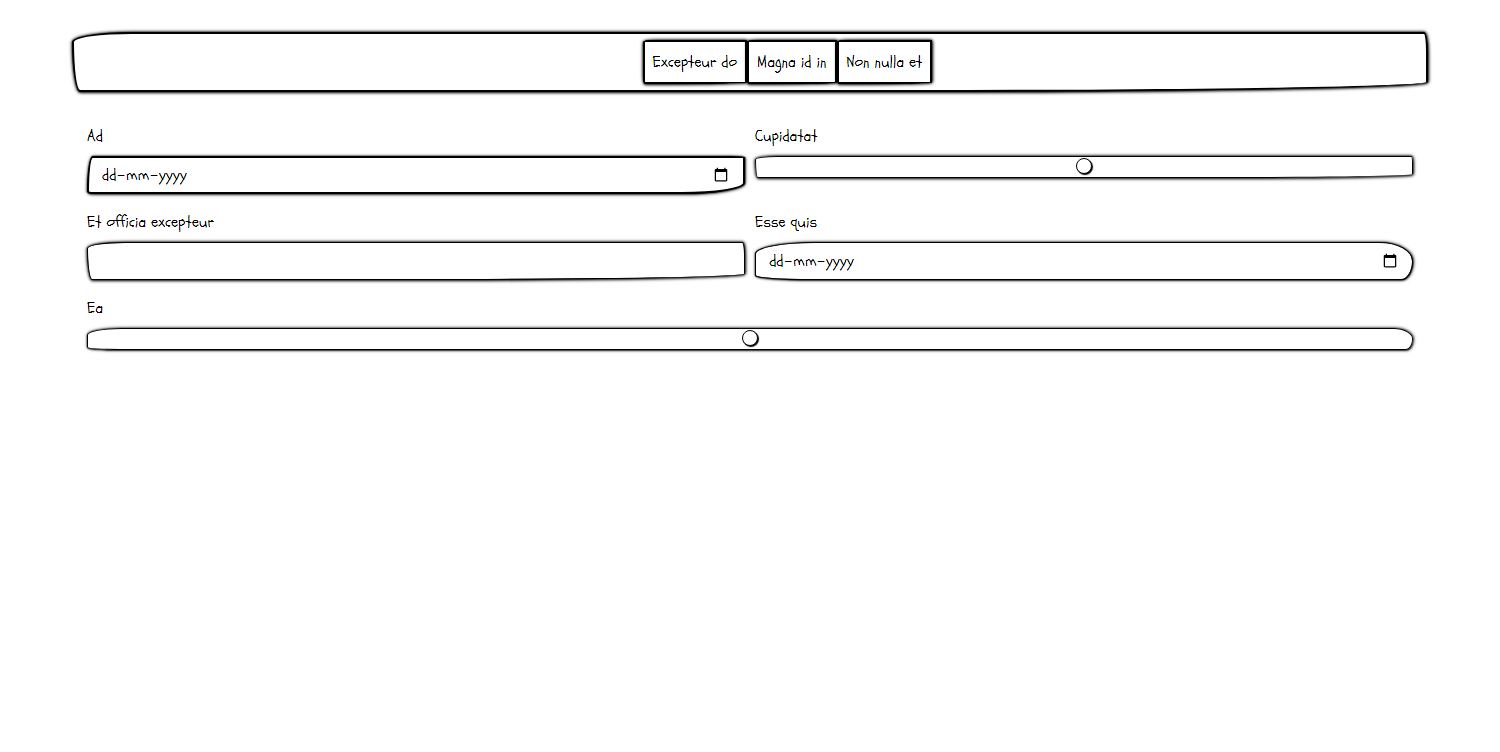 Excepteur do Magna id in Non nulla et
Ad
Cupidatat
dd-mm-yyyy
Et officia excepteur
Esse quis
dd-mm-yyyy
Ea